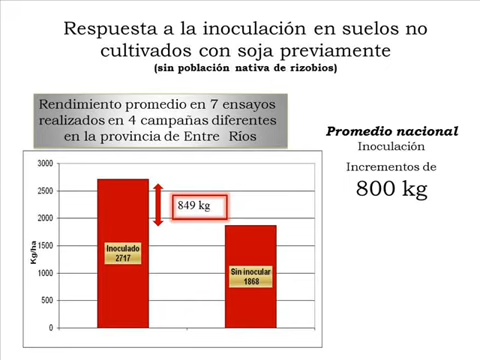 Respuesta a la inoculación en suelos no
cultivados con soja previamente
(sin población nativa de rizobios)
Rendimiento promedio en 7 ensayos
realizados en 4 campañas diferentes
en la provincia de Entre Ríos
Promedio nacional
Inoculación
Incrementos de
800 kg
3000
2500
2000
1500
1000
500
0
Kg/ha
849 kg
Inoculado
2717
Sin inocular
1868